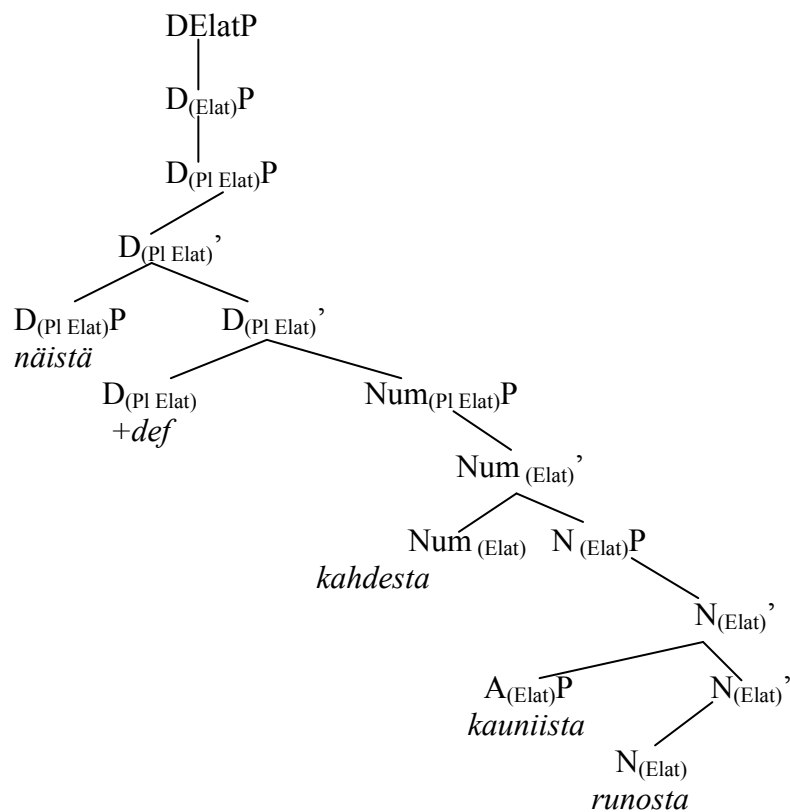 DElatP
D(Elat)P
D(Pl Elat)P
D(Pl Elat)’
D(Pl Elat)P D(Pl Elat)’
näistä
D(Pl Elat) Num(Pl Elat)P
+def
Num (Elat)’
Num (Elat) N (Elat)P
kahdesta
N(Elat)’
A(Elat)P N(Elat)’
kauniista
N(Elat)
runosta